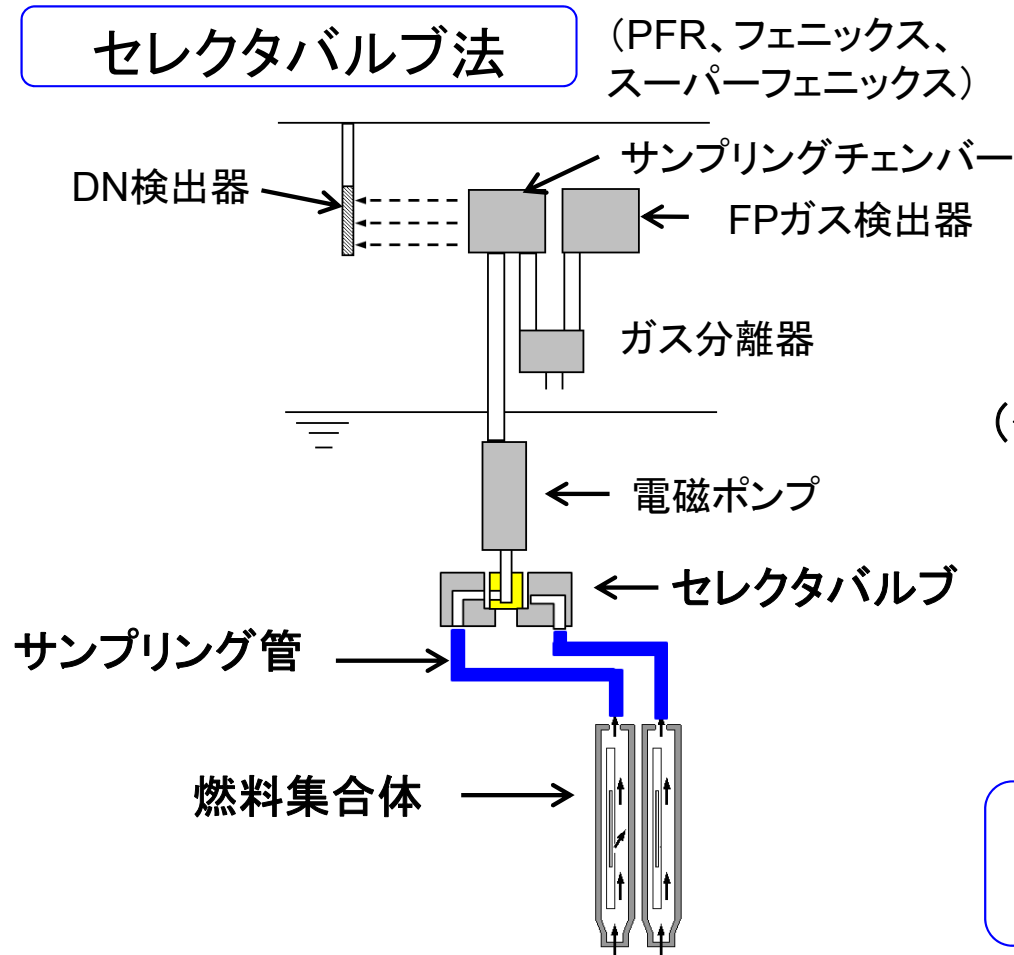 セレクタバルブ法
（PFR、フェニックス、
スーパーフェニックス）
サンプリングチェンバー
DN検出器
FPガス検出器
ガス分離器
（
電磁ポンプ
セレクタバルブ
サンプリング管
燃料集合体